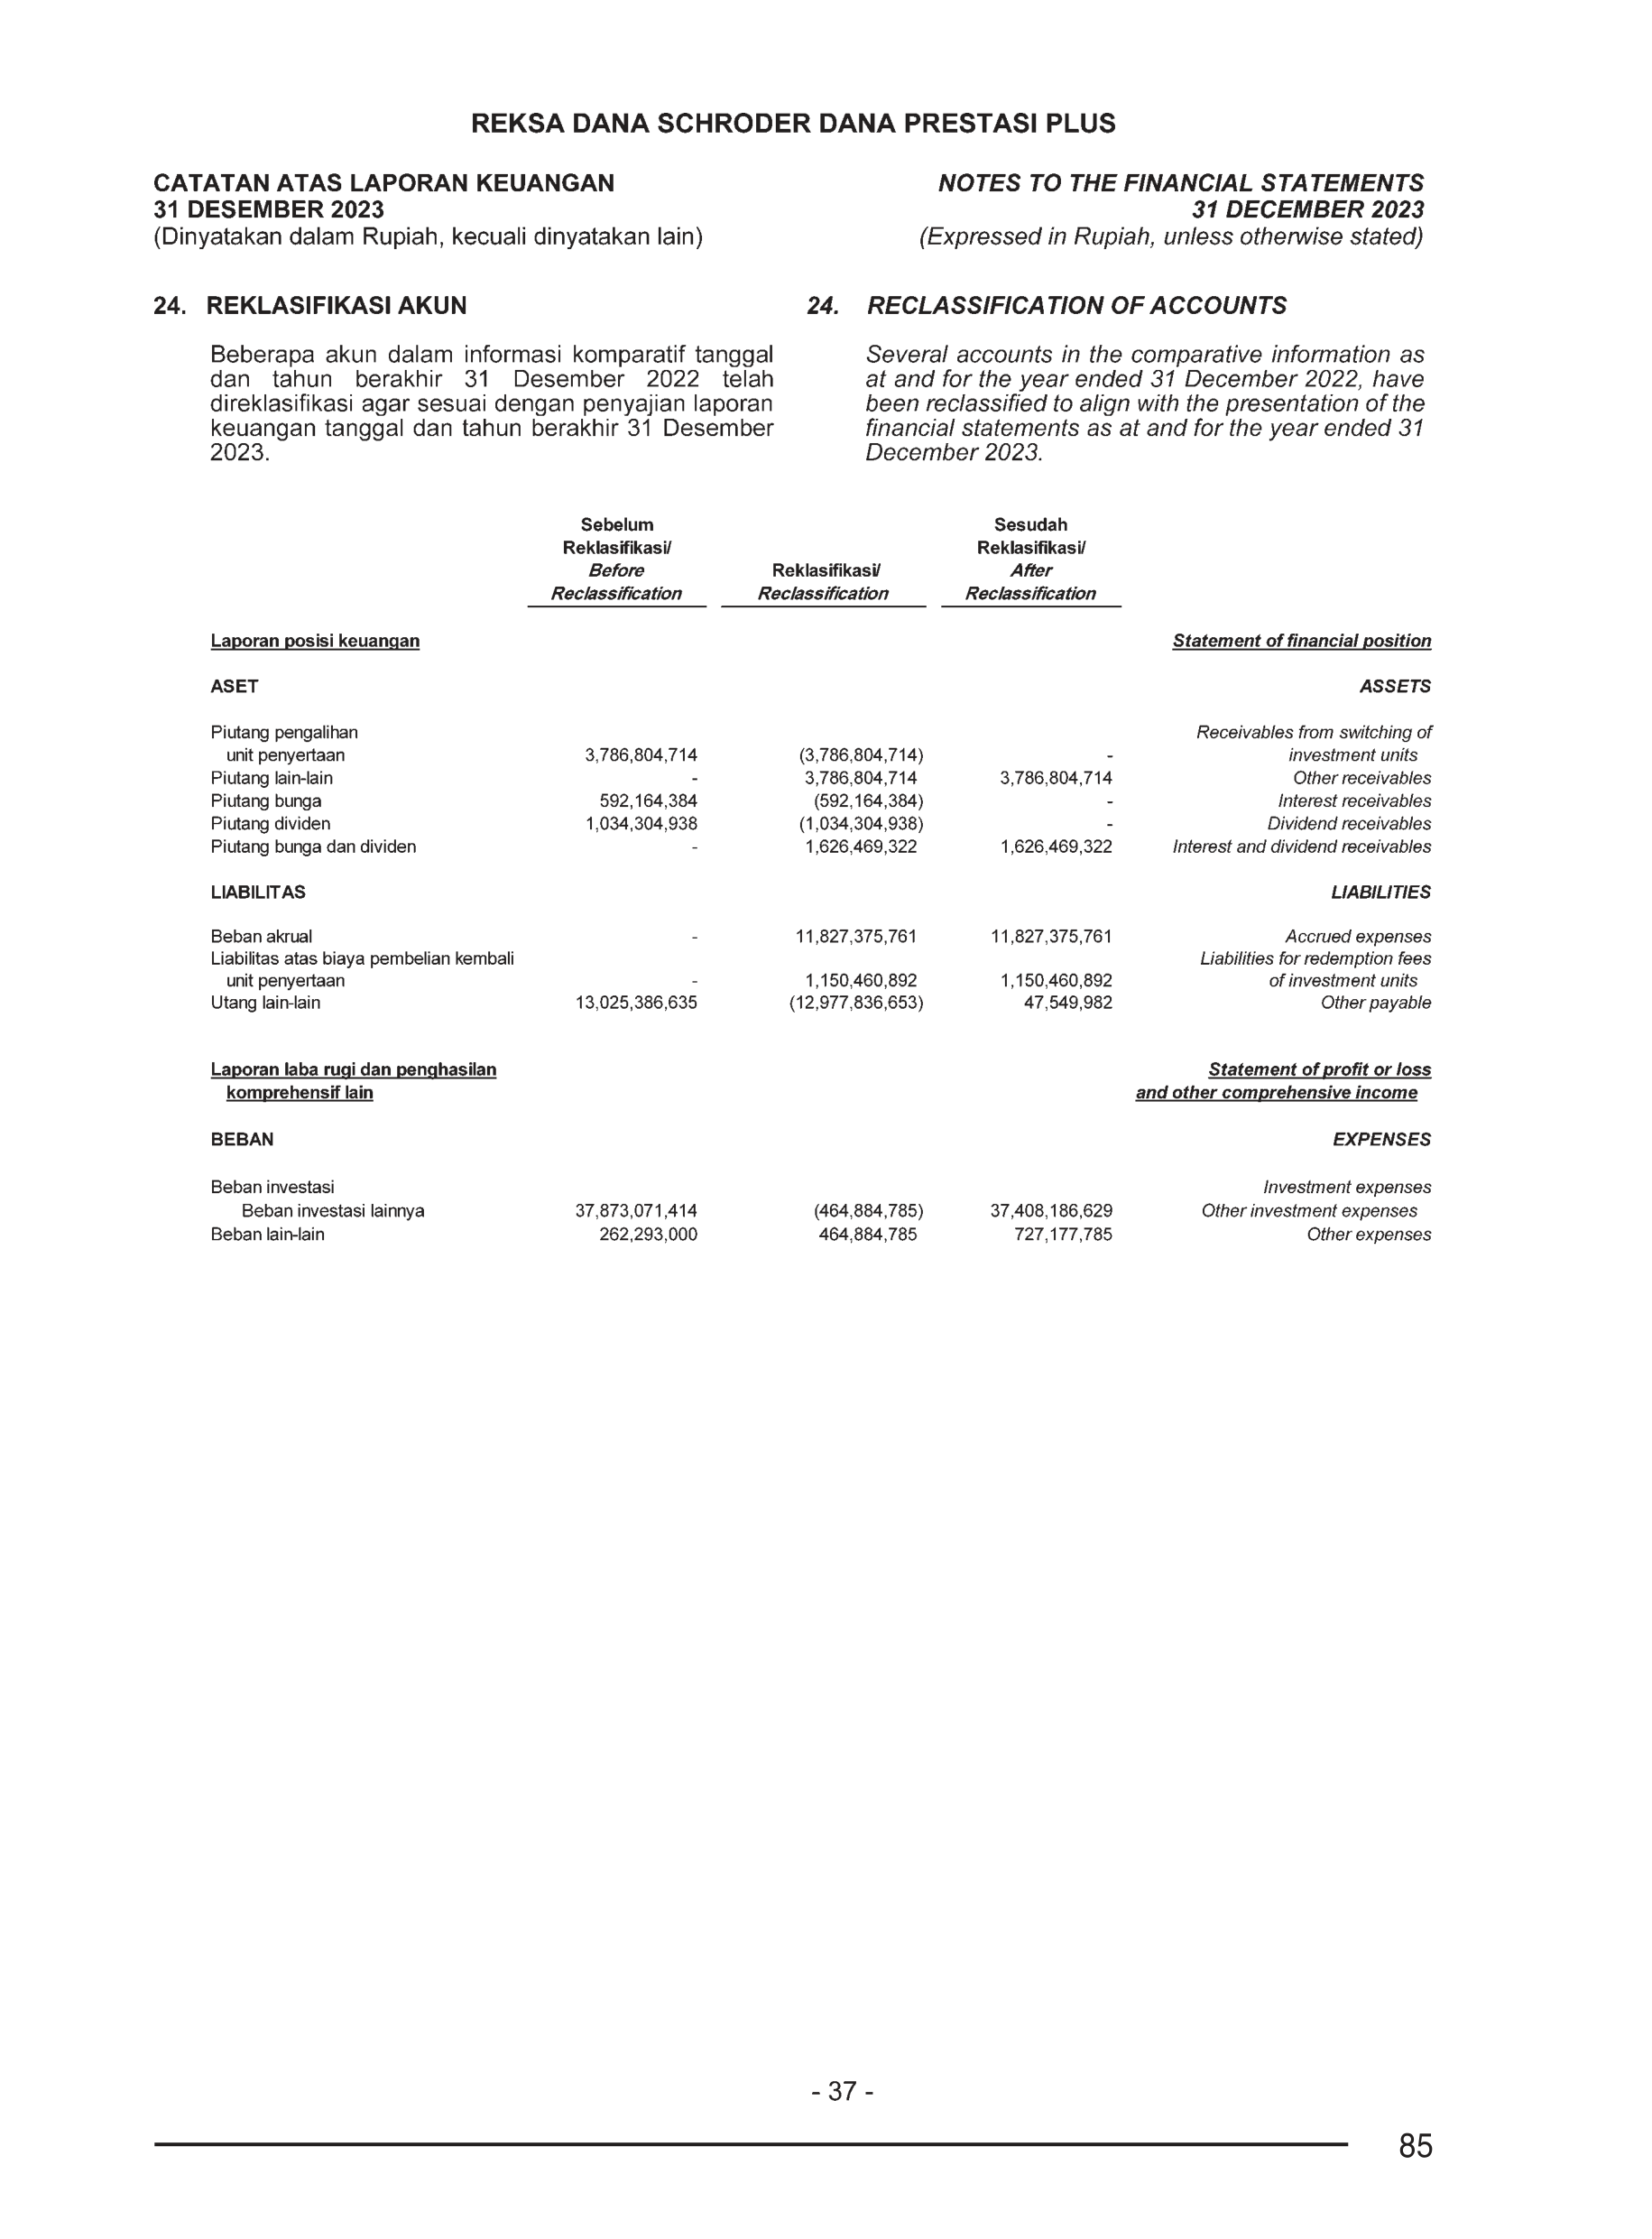 REKSA DANA SCHRODER DANA PRESTASI PLUS
CATATAN ATAS LAPORAN KEUANGAN
31 DESEMBER 2023
(Dinyatakan dalam Rupiah, kecuali dinyatakan lain)
NOTES TO THE FINANCIAL STATEMENTS
31 DECEMBER 2023
(Expressed in Rupiah, unless otherwise stated)
24. REKLASIFIKASI AKUN
Beberapa akun dalam informasi komparatif tanggal
dan tahun berakhir 31 Desember 2022 telah
direklasifikasi agar sesuai dengan penyajian laporan
keuangan tanggal dan tahun berakhir 31 Desember
2023.
24. RECLASSIFICATION OF ACCOUNTS
Several accounts in the comparative information as
at and for the year ended 31 December 2022, have
been reclassified to align with the presentation of the
financial statements as at and for the year ended 31
December 2023.
Sebelum
Reklasifikasi/
Before
Reclassification
Reklasifikasi/
Reclassification
Sesudah
Reklasifikasi/
After
Reclassification
Laporan posisi keuangan Statement of financial position
ASET ASSETS
Piutang pengalihan Receivables from switching of
unit penyertaan 3,786,804,714 (3,786,804,714) - investment units
Piutang lain-lain - 3,786,804,714 3,786,804,714 Other receivables
Piutang bunga 592,164,384 (592,164,384) - Interest receivables
Piutang dividen 1,034,304,938 (1,034,304,938) - Dividend receivables
Piutang bunga dan dividen - 1,626,469,322 1,626,469,322 Interest and dividend receivables
LIABILITAS LIABILITIES
Beban akrual - 11,827,375,761 11,827,375,761 Accrued expenses
Liabilitas atas biaya pembelian kembali Liabilities for redemption fees
unit penyertaan - 1,150,460,892 1,150,460,892 of investment units
Utang lain-lain 13,025,386,635 (12,977,836,653) 47,549,982 Other payable
Laporan laba rugi dan penghasilan Statement of profit or loss
komprehensif lain and other comprehensive income
BEBAN EXPENSES
Beban investasi Investment expenses
Beban investasi lainnya 37,873,071,414 (464,884,785) 37,408,186,629 Other investment expenses
Beban lain-lain 262,293,000 464,884,785 727,177,785 Other expenses
- 37 -
85